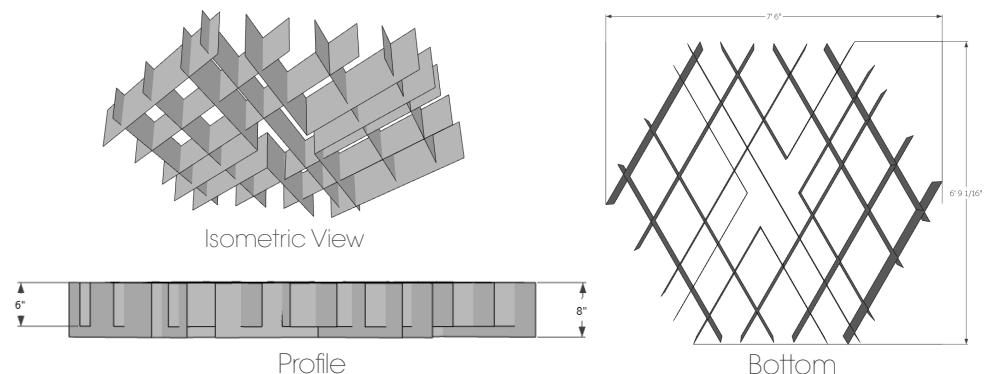 7' 6"
6' 9 1/16"
Isometric View
6"
8"
Profile
Bottom